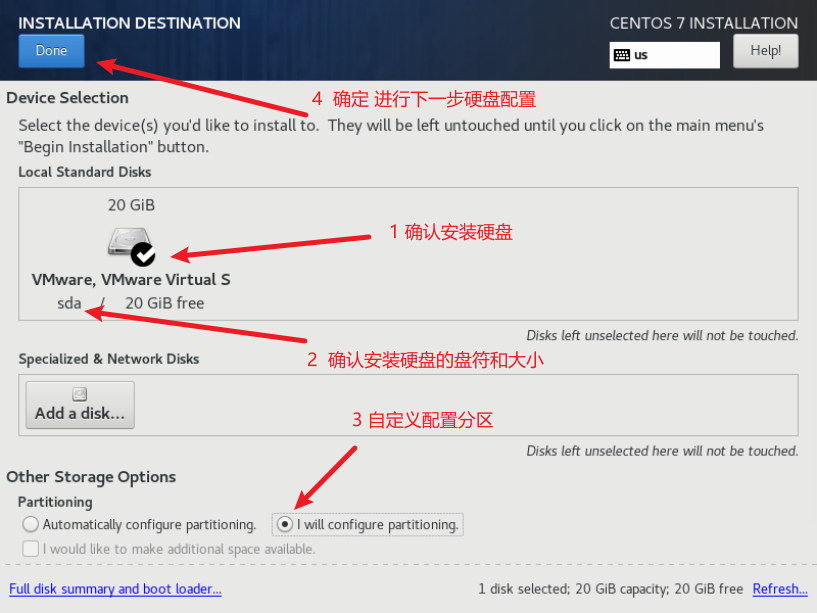 INSTALLATION DESTINATION
CENTOS 7 INSTALLATION
Done
us
Help!
4 确定 进行下一步硬盘配置
Device Selection
Select the device(s) you'd like to install to. They will be left untouched until you click on the main menu's
"Begin Installation" button.
Local Standard Disks
20 GiB
1 确认安装硬盘
VMware, VMware Virtual S
sda / 20 GiB free
Disks left unselected here will not be touched.
2 确认安装硬盘的盘符和大小
Specialized & Network Disks
Add a disk...
3 自定义配置分区
Disks left unselected here will not be touched.
Other Storage Options
Partitioning
Automatically configure partitioning. I will configure partitioning.
I would like to make additional space available.
Full disk summary and boot loader... 1 disk selected; 20 GiB capacity; 20 GiB free Refresh...